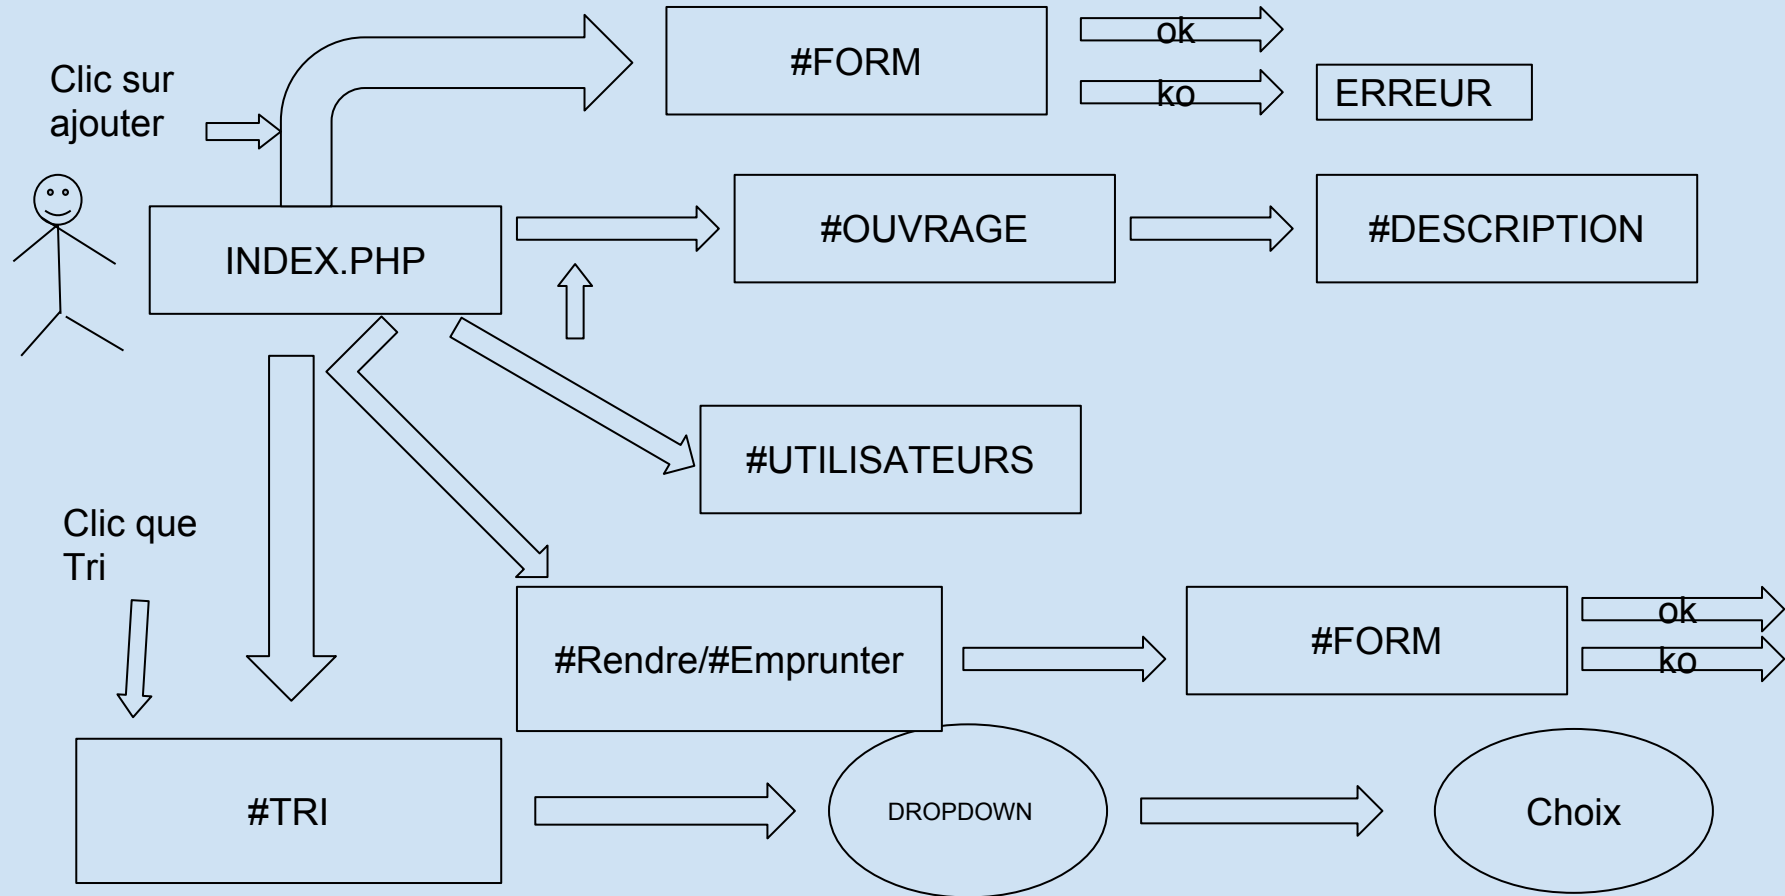 #FORM
ok
ko
ERREUR
Clic sur
ajouter
INDEX.PHP
#OUVRAGE
#DESCRIPTION
#UTILISATEURS
Clic que
Tri
#Rendre/#Emprunter
#FORM
ok
ko
#TRI
DROPDOWN
Choix